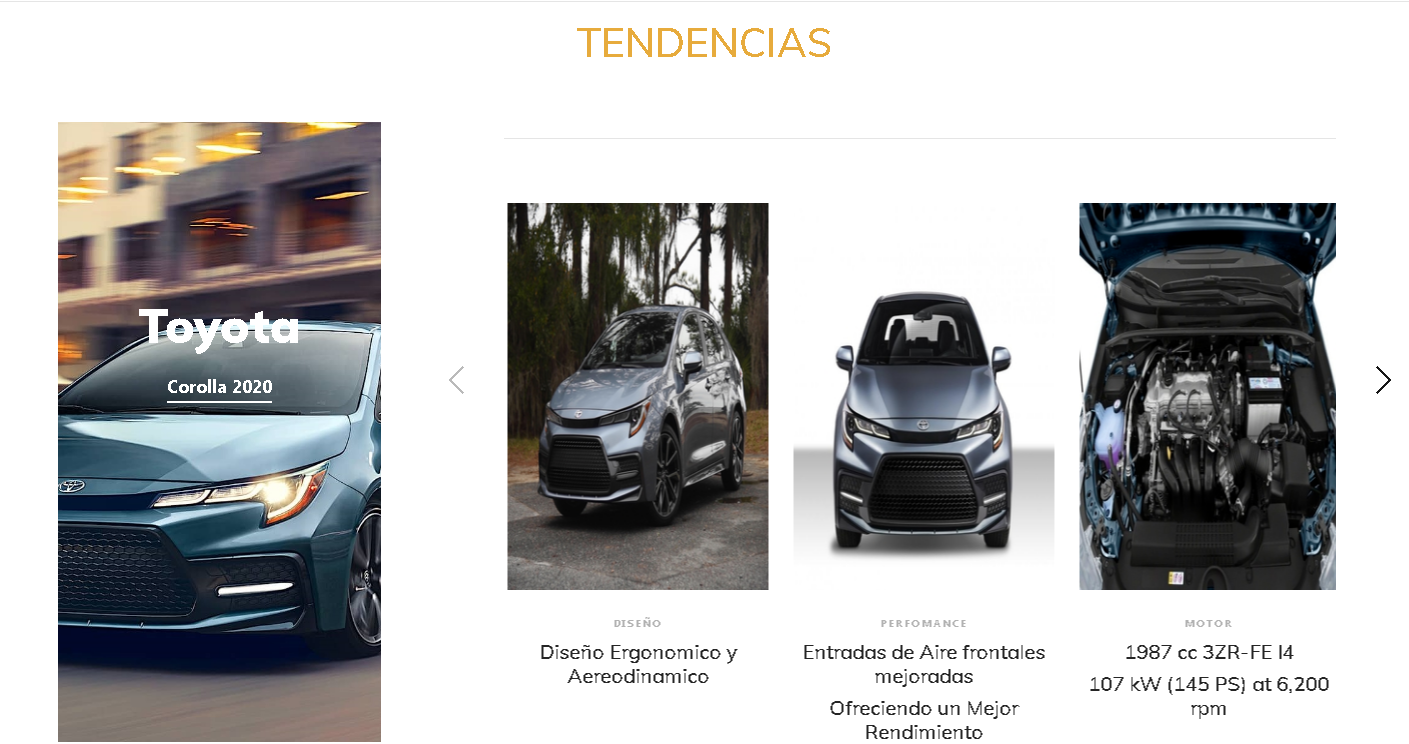 TENDENCIAS
Toyota
Corolla 2020
DISEÑO
Diseño Ergonomico y
Aereodinamico
PERFOMANCE
Entradas de Aire frontales
mejoradas
Ofreciendo un Mejor
Rendimiento
MOTOR
1987 cc 3ZR-FE I4
107 kW (145 PS) at 6,200
rpm